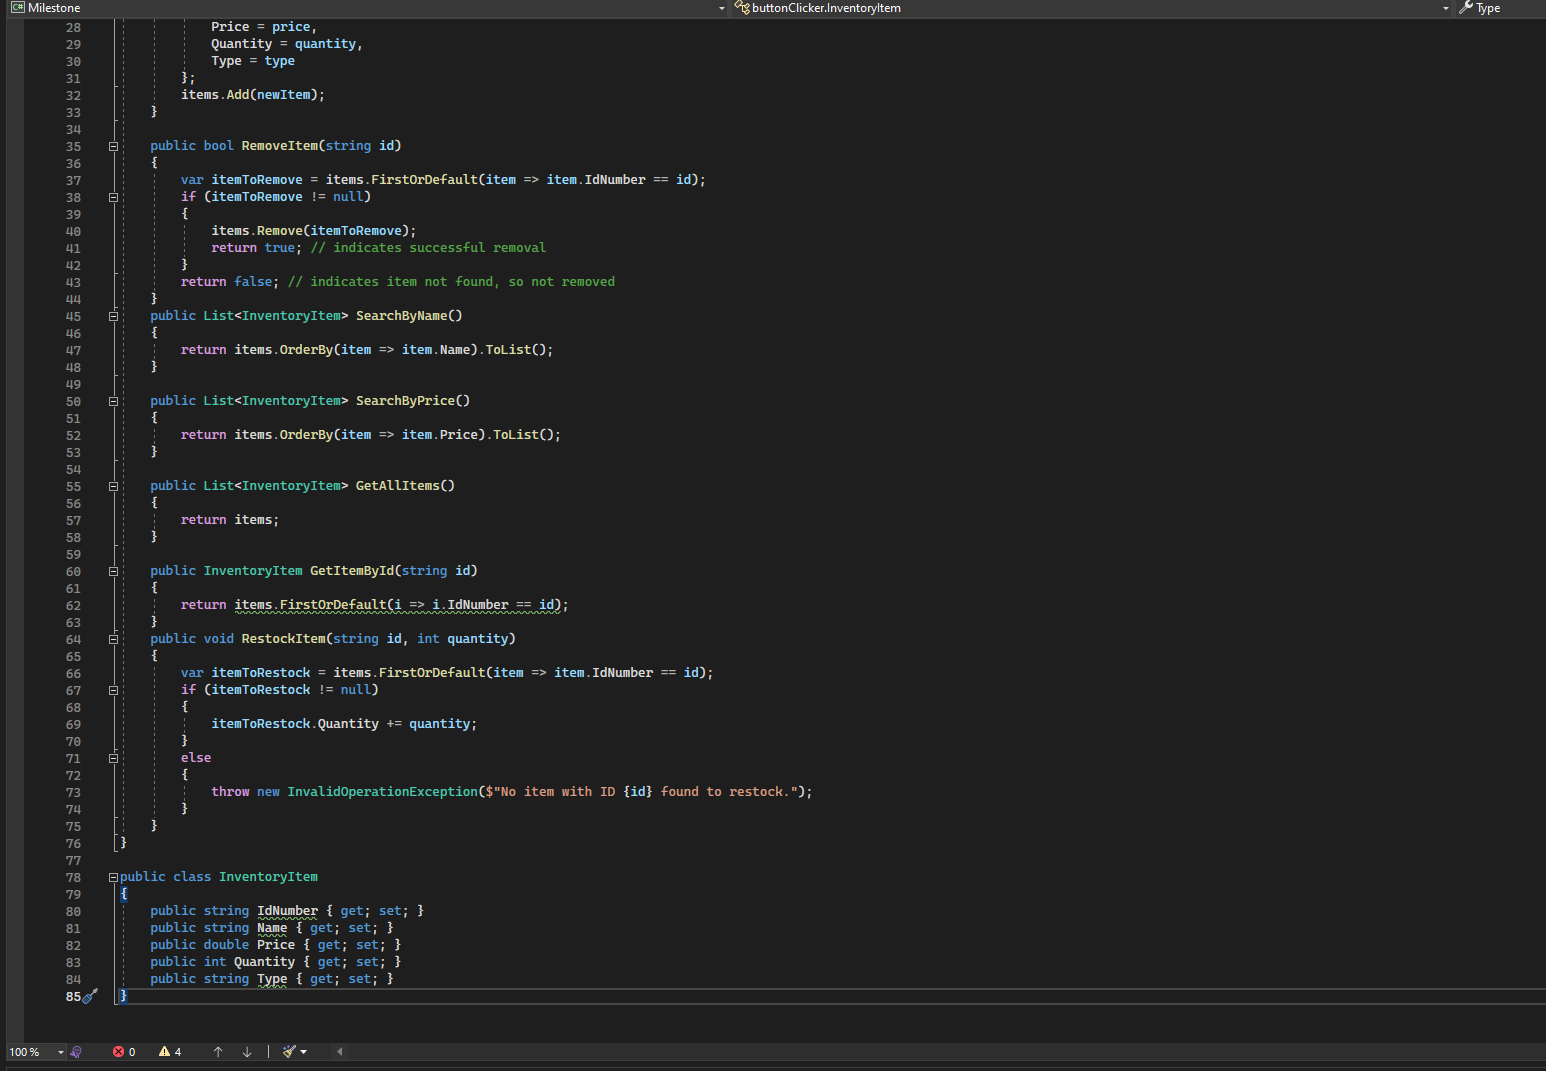 C# Milestone buttonClicker.InventoryItem Type
28 Price = price,
29 Quantity = quantity,
30 Type = type
31 };
32 items.Add(newItem);
33 }
34
35 public bool RemoveItem(string id)
36 {
37 var itemToRemove = items.FirstOrDefault(item => item.IdNumber == id);
38 if (itemToRemove != null)
39 {
40 items.Remove(itemToRemove);
41 return true; // indicates successful removal
42 }
43 return false; // indicates item not found, so not removed
44 }
45 public List<InventoryItem> SearchByName()
46 {
47 return items.OrderBy(item => item.Name).ToList();
48 }
49
50 public List<InventoryItem> SearchByPrice()
51 {
52 return items.OrderBy(item => item.Price).ToList();
53 }
54
55 public List<InventoryItem> GetAllItems()
56 {
57 return items;
58 }
59
60 public InventoryItem GetItemById(string id)
61 {
62 return items.FirstOrDefault(i => i.IdNumber == id);
63 }
64 public void RestockItem(string id, int quantity)
65 {
66 var itemToRestock = items.FirstOrDefault(item => item.IdNumber == id);
67 if (itemToRestock != null)
68 {
69 itemToRestock.Quantity += quantity;
70 }
71 else
72 {
73 throw new InvalidOperationException($"No item with ID {id} found to restock.");
74 }
75 }
76 }
77
78 public class InventoryItem
79 {
80 public string IdNumber { get; set; }
81 public string Name { get; set; }
82 public double Price { get; set; }
83 public int Quantity { get; set; }
84 public string Type { get; set; }
85 }
100 % 0 4